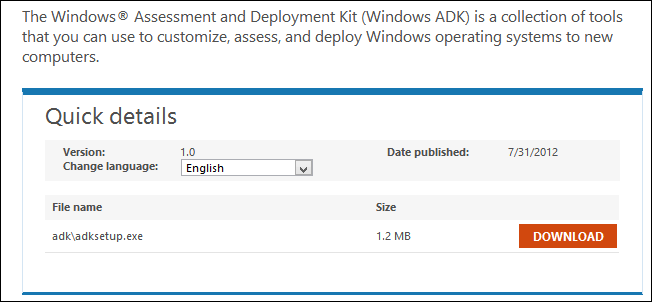 The Windows® Assessment and Deployment Kit (Windows ADK) is a collection of tools
that you can use to customize, assess, and deploy Windows operating systems to new
computers.
Quick details
Version: 1.0 Date published: 7/31/2012
Change language: English
File name Size
adk\adksetup.exe 1.2 MB DOWNLOAD